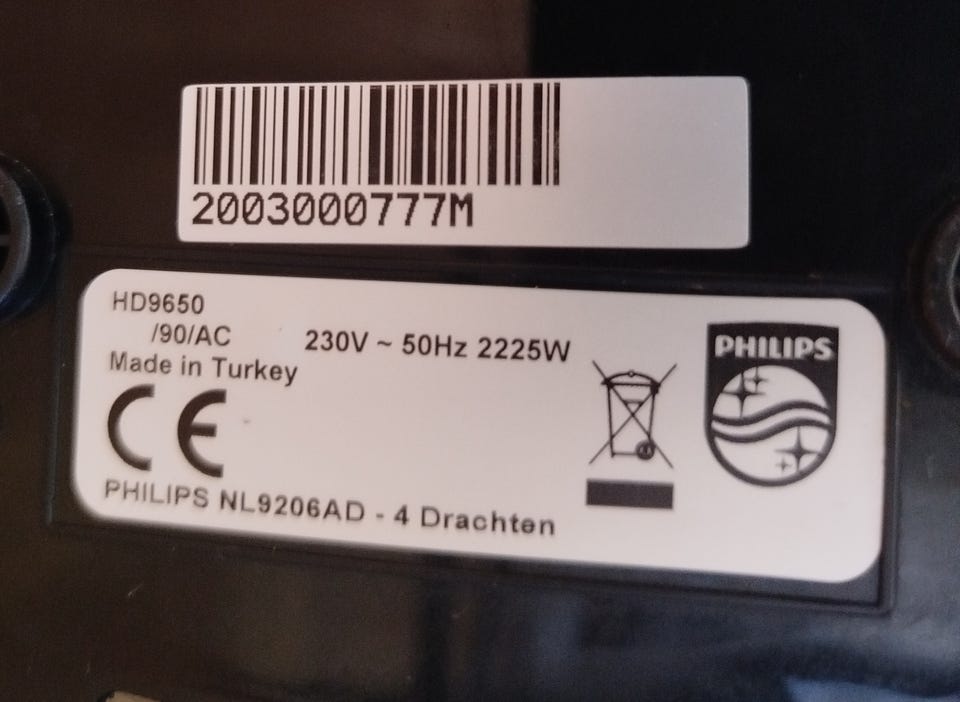 2003000777M
HD9650
/90/AC 230V ~ 50Hz 2225W
Made in Turkey
CE
PHILIPS
PHILIPS NL9206AD - 4 Drachten